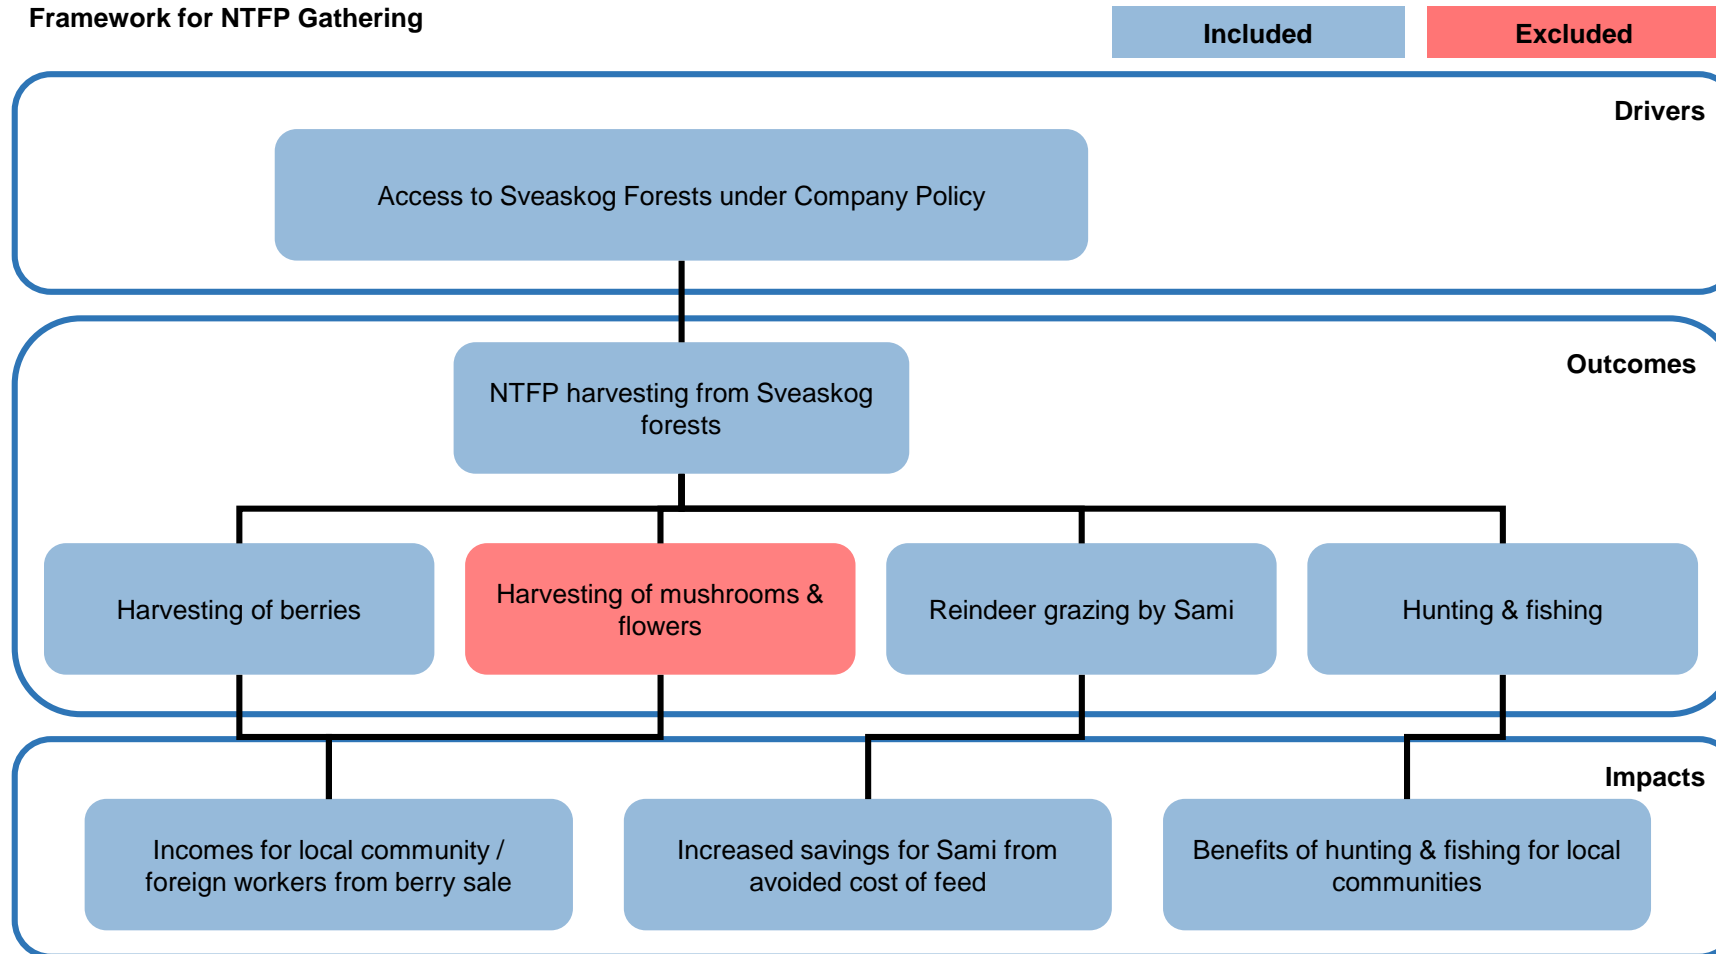 Framework for NTFP Gathering
Included
Excluded
Drivers
Access to Sveaskog Forests under Company Policy
Outcomes
NTFP harvesting from Sveaskog
forests
Harvesting of berries
Harvesting of mushrooms &
flowers
Reindeer grazing by Sami
Hunting & fishing
Impacts
Incomes for local community /
foreign workers from berry sale
Increased savings for Sami from
avoided cost of feed
Benefits of hunting & fishing for local
communities